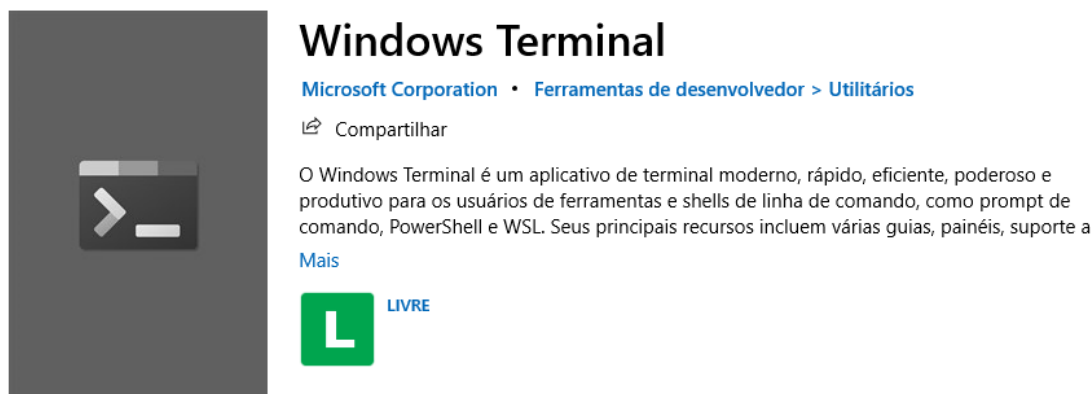 Windows Terminal
Microsoft Corporation • Ferramentas de desenvolvedor > Utilitários
Compartilhar
O Windows Terminal é um aplicativo de terminal moderno, rápido, eficiente, poderoso e
produtivo para os usuários de ferramentas e shells de linha de comando, como prompt de
comando, PowerShell e WSL. Seus principais recursos incluem várias guias, painéis, suporte a
Mais
L LIVRE